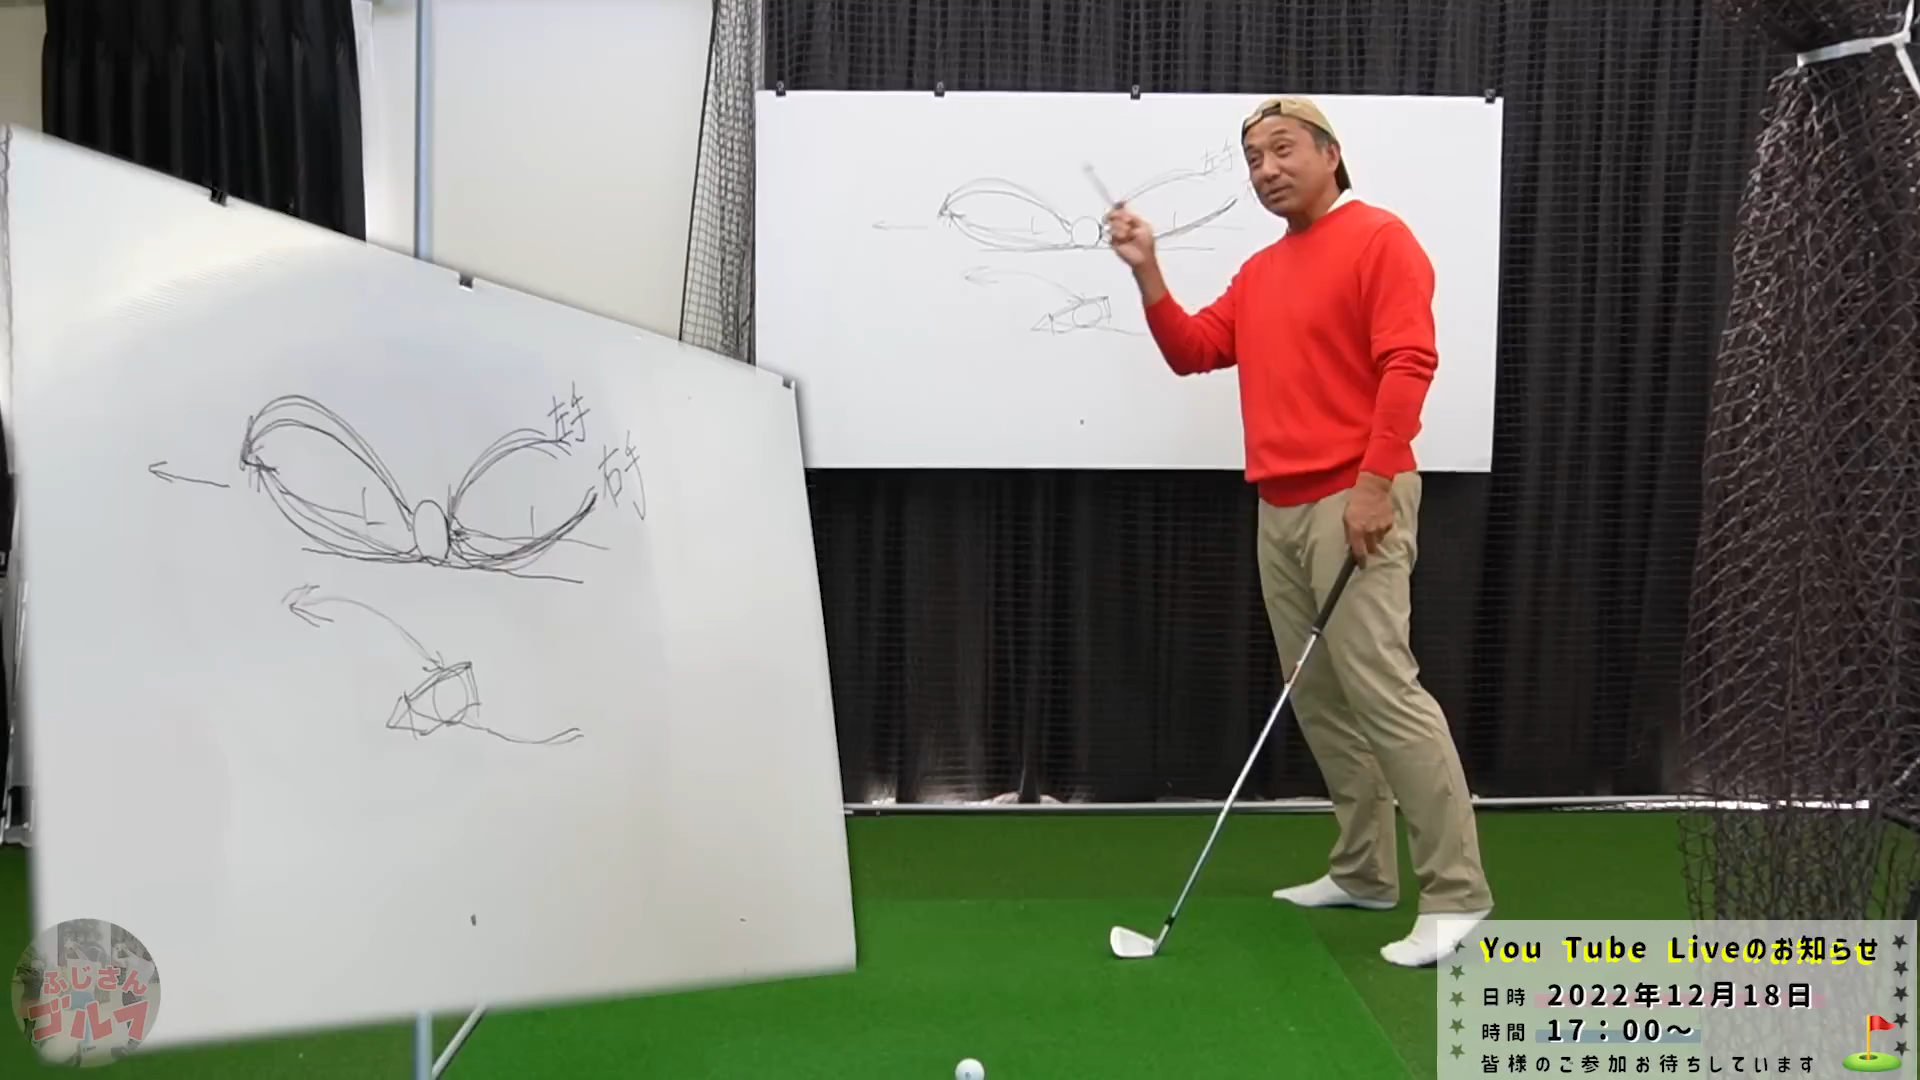 左手
右手
左手
ふじさん
ゴルフ
You Tube Liveのお知らせ
日時 2022年12月18日
時間 17:00～
皆様のご参加お待ちしています